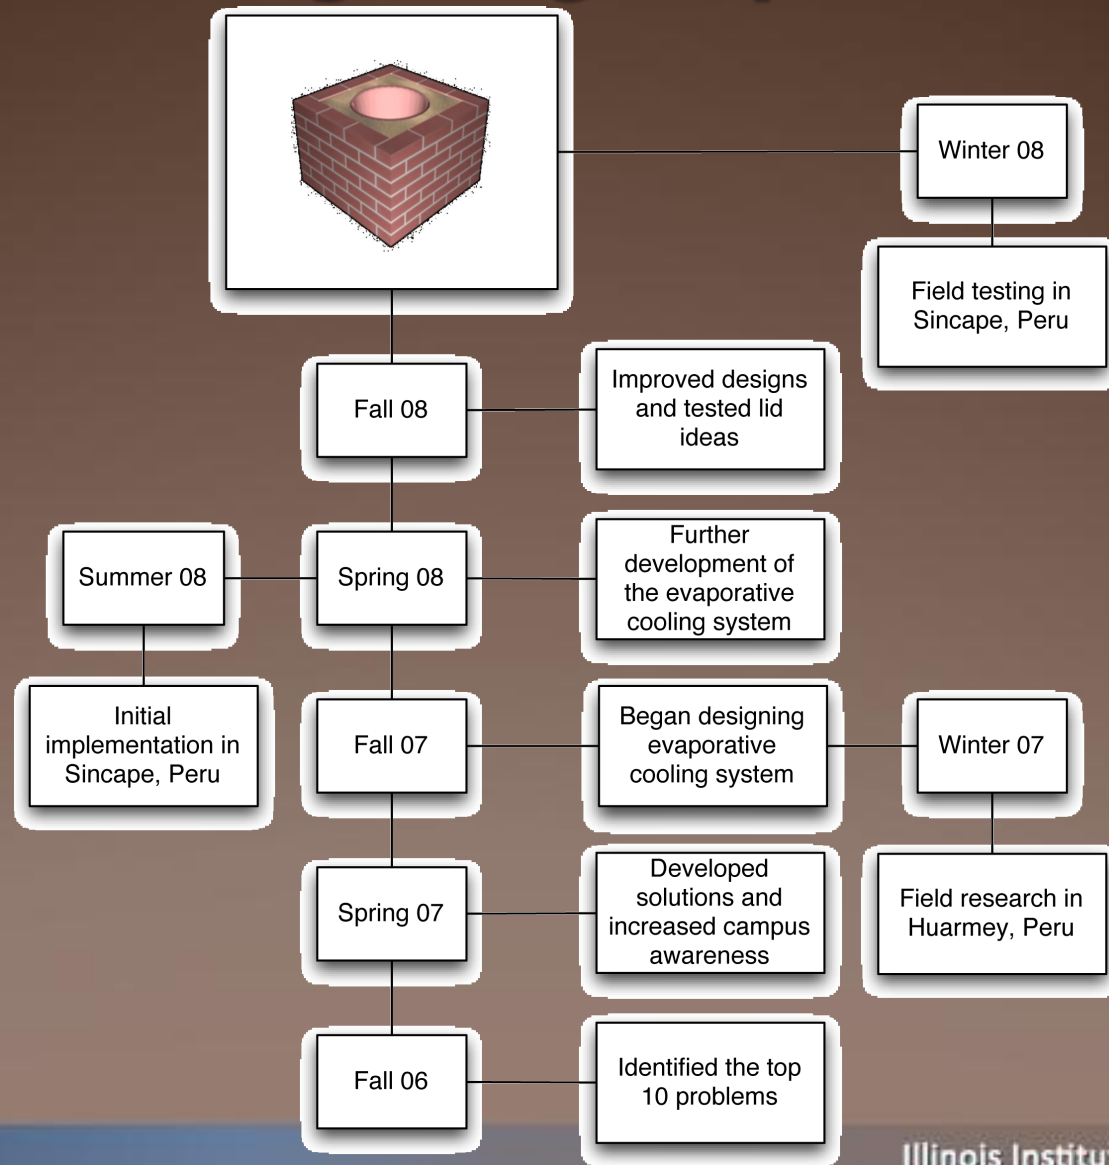 Winter 08
Field testing in
Sincape, Peru
Fall 08
Improved designs
and tested lid
ideas
Summer 08
Spring 08
Further
development of
the evaporative
cooling system
Initial
implementation in
Sincape, Peru
Fall 07
Began designing
evaporative
cooling system
Winter 07
Field research in
Huarmey, Peru
Spring 07
Developed
solutions and
increased campus
awareness
Fall 06
Identified the top
10 problems
Illinois